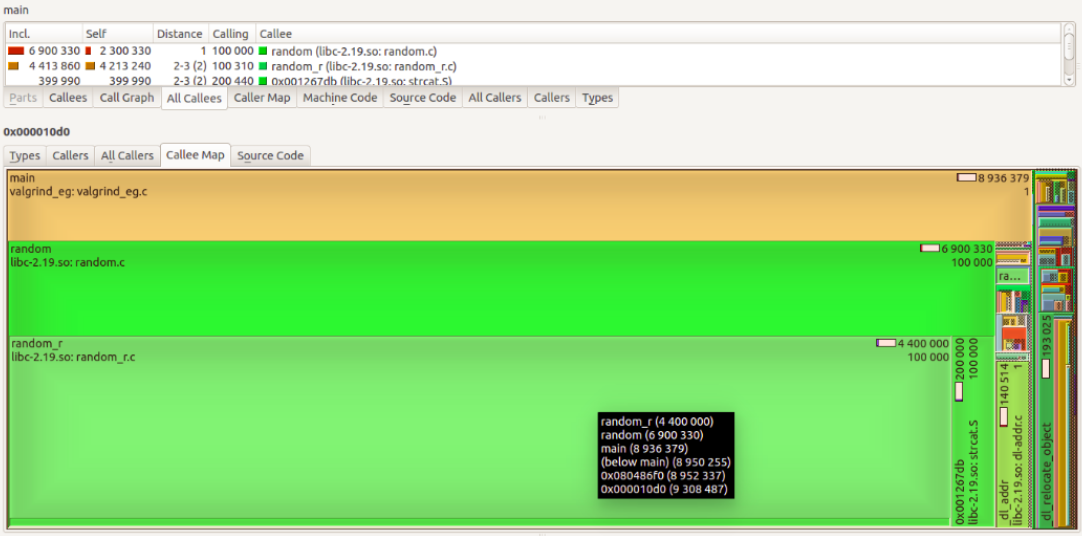 main
Incl. Self Distance Calling Callee
6 900 330 2 300 330 1 100 000 random (libc-2.19.so: random.c)
4 413 860 4 213 240 2-3 (2) 100 310 random_r (libc-2.19.so: random_r.c)
399 990 399 990 2-3 (2) 200 440 0x001267db (libc-2.19.so: strcat.S)
Parts Callees Call Graph All Callees Caller Map Machine Code Source Code All Callers Callers Types
0x000010d0
Types Callers All Callers Callee Map Source Code
main 8 936 379
valgrind_eg: valgrind_eg.c 1
random 6 900 330
libc-2.19.so: random.c 100 000
ra...
random_r 4 400 000
libc-2.19.so: random_r.c 100 000
0x001267db 200 000
libc-2.19.so: strcat.S 100 000
dl_addr 140 514
libc-2.19.so: dl-addr.c 1
dl_relocate_object 193 025
random_r (4 400 000)
random (6 900 330)
main (8 936 379)
(below main) (8 950 255)
0x080486f0 (8 952 337)
0x000010d0 (9 308 487)